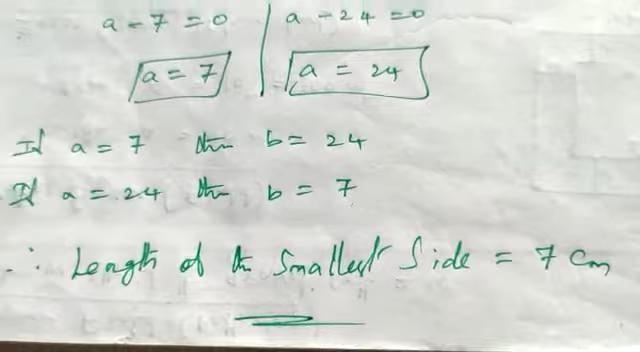 a - 7 = 0 | a - 24 = 0
a = 7 | a = 24
If a = 7 then b = 24
If a = 24 then b = 7
∴ Length of the Smallest Side = 7 cm